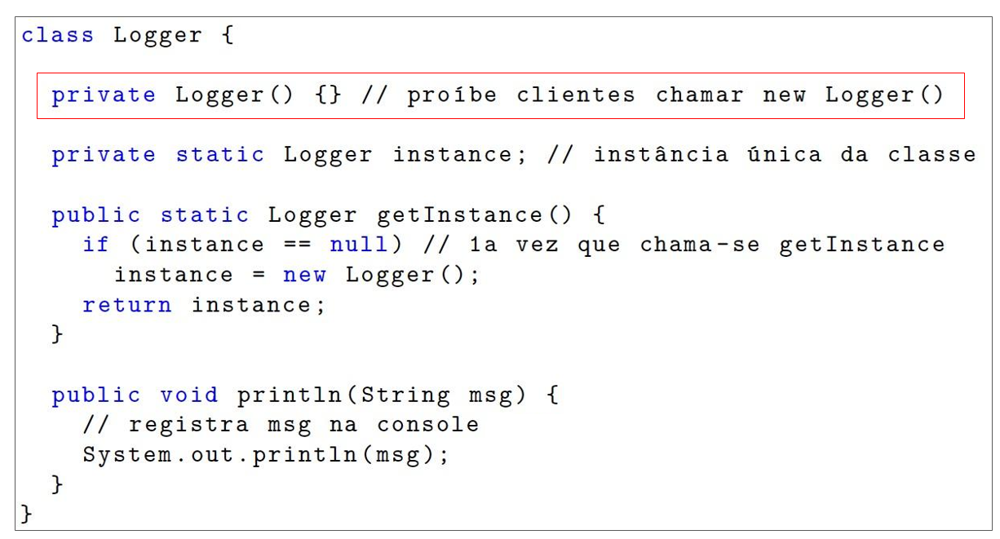 class Logger {
private Logger() {} // proíbe clientes chamar new Logger()
private static Logger instance; // instância única da classe
public static Logger getInstance() {
if (instance == null) // 1a vez que chama-se getInstance
instance = new Logger();
return instance;
}
public void println(String msg) {
// registra msg na console
System.out.println(msg);
}
}